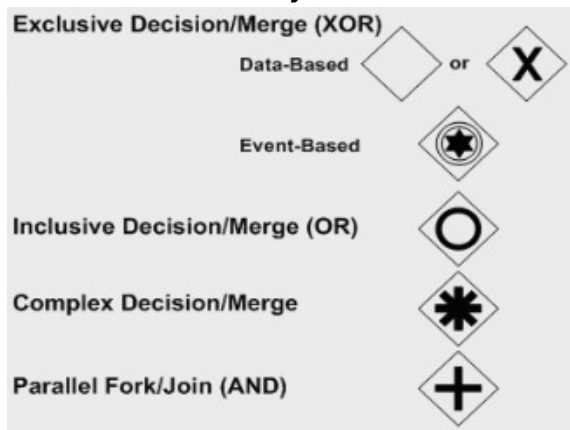 Exclusive Decision/Merge (XOR)
Data-Based or X
Event-Based
Inclusive Decision/Merge (OR)
Complex Decision/Merge
Parallel Fork/Join (AND)